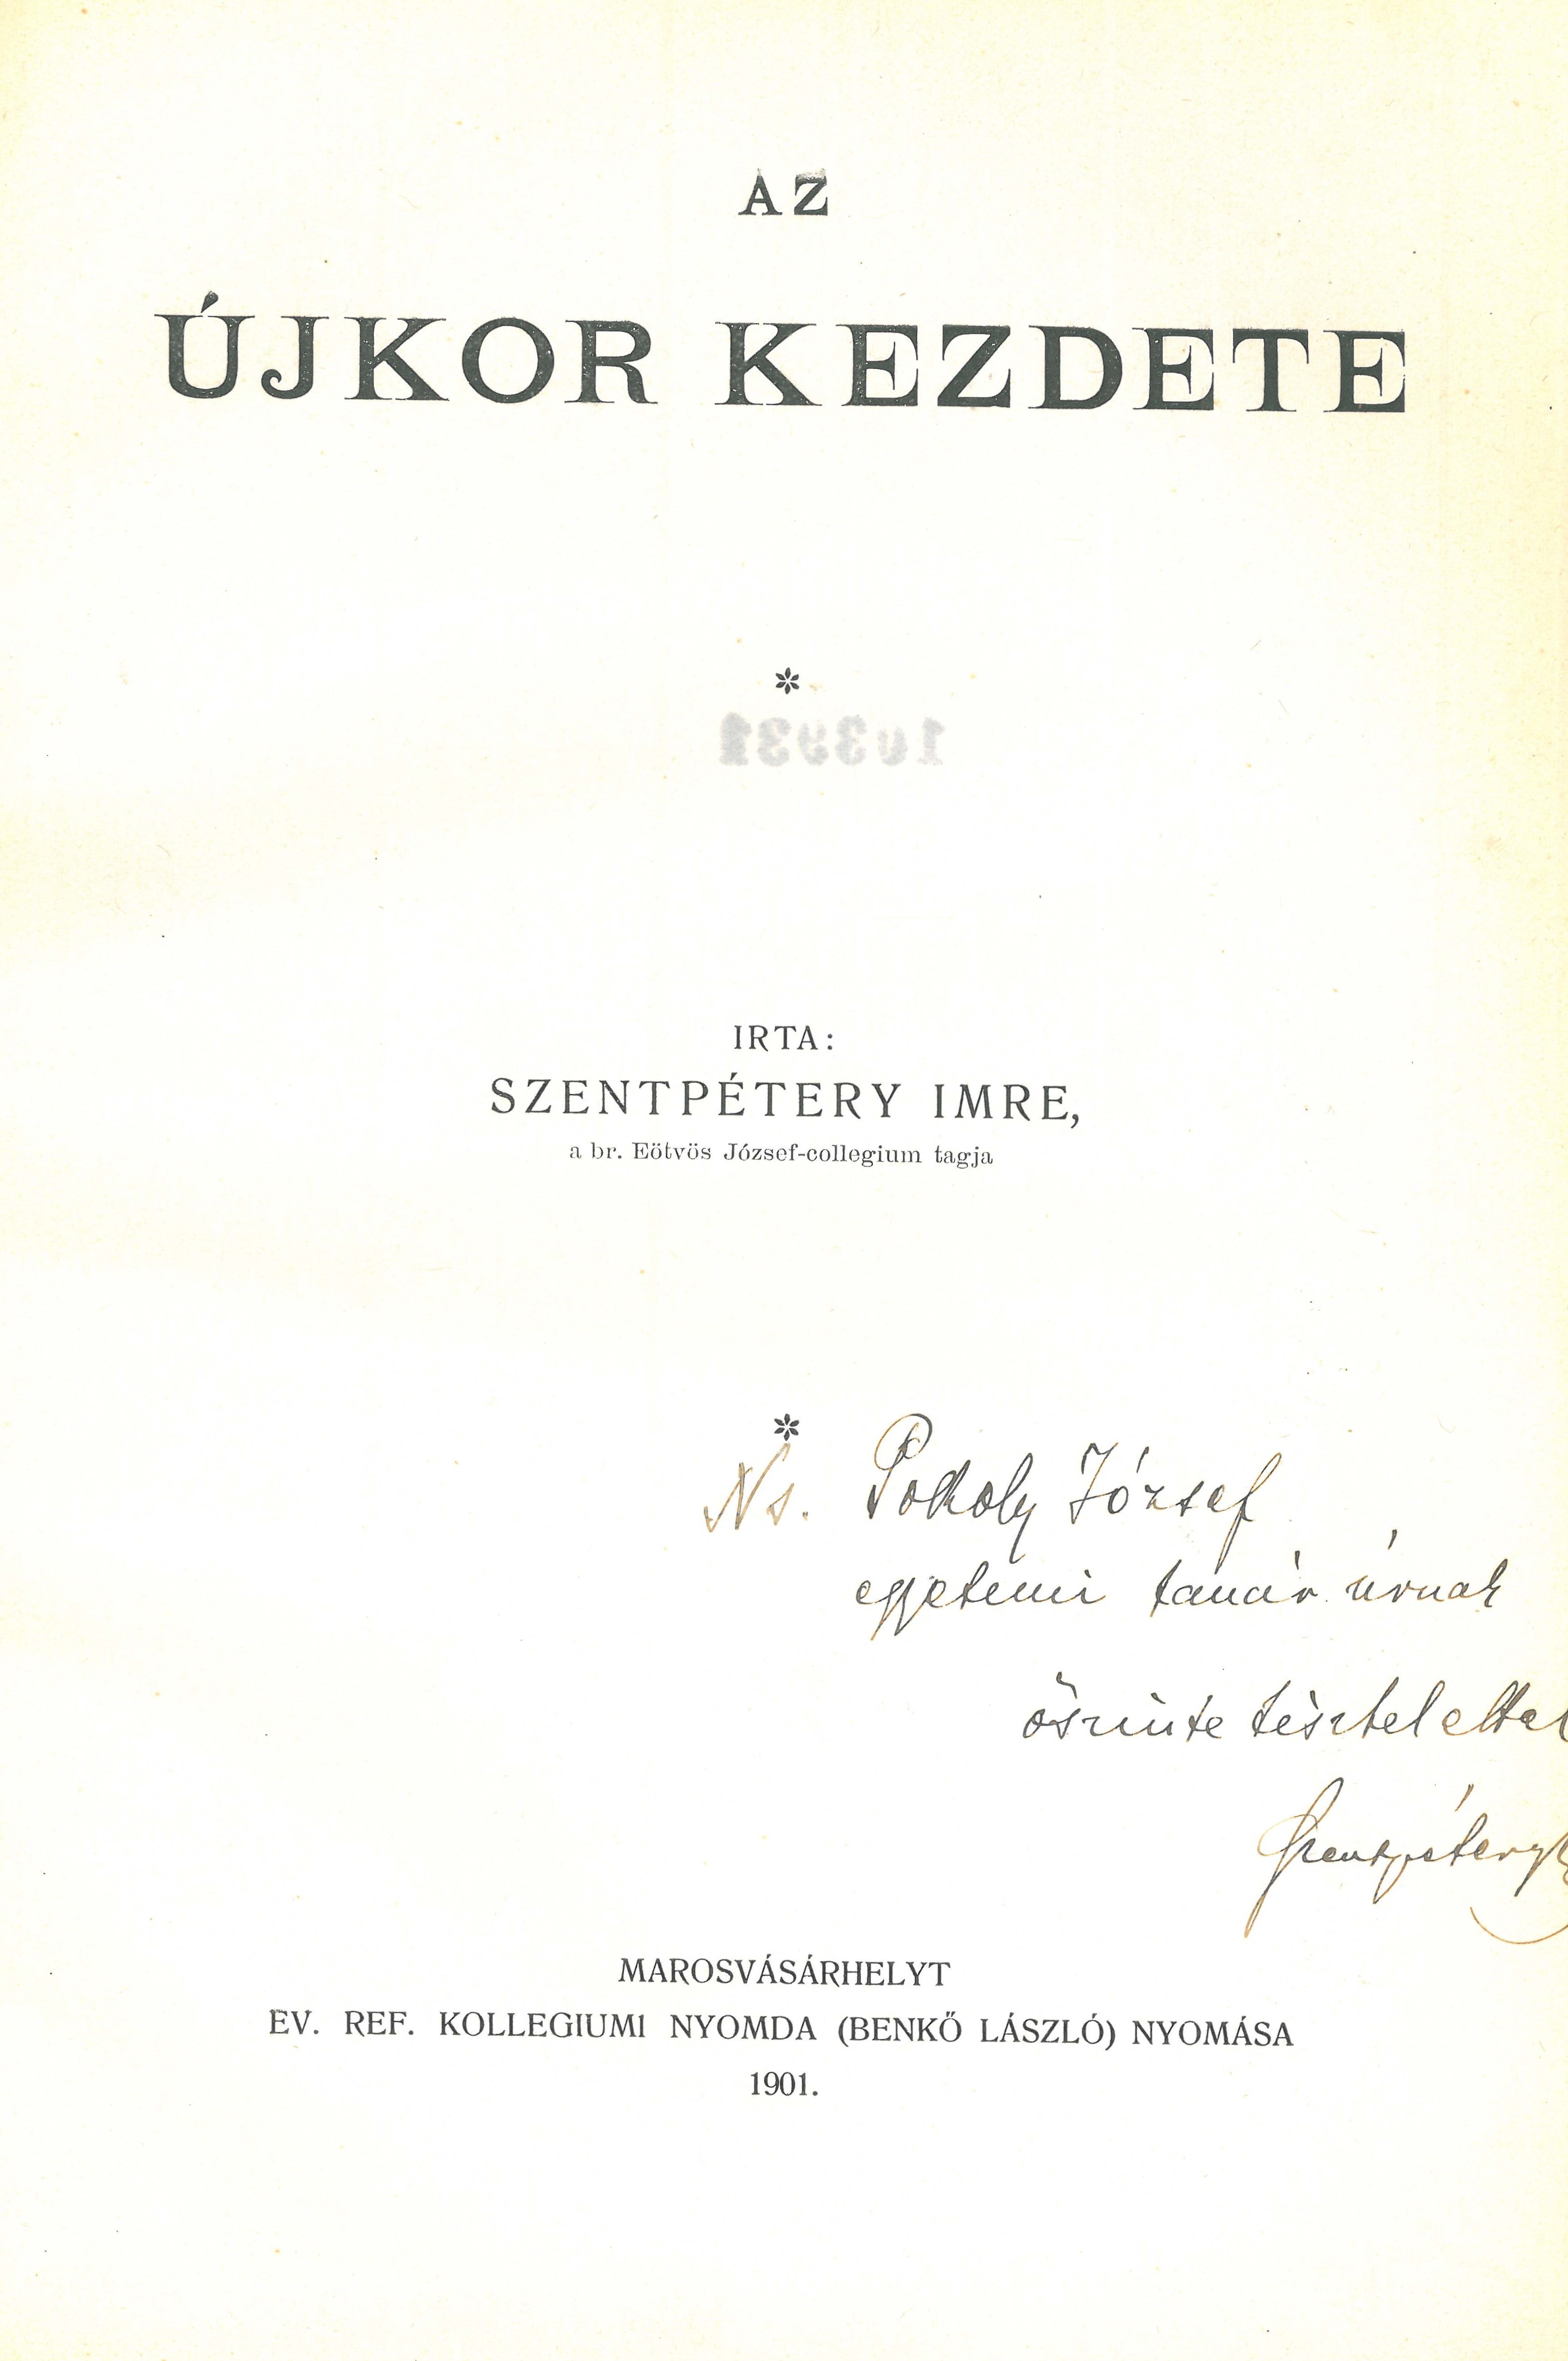 AZ
ÚJKOR KEZDETE
*
IRTA:
SZENTPÉTERY IMRE,
a br. Eötvös József-collegium tagja
*
Ns. Pokoly József
egyetemi tanár úrnak
őszinte tisztelettel
Szentpétery
MAROSVÁSÁRHELYT
EV. REF. KOLLEGIUMI NYOMDA (BENKŐ LÁSZLÓ) NYOMÁSA
1901.